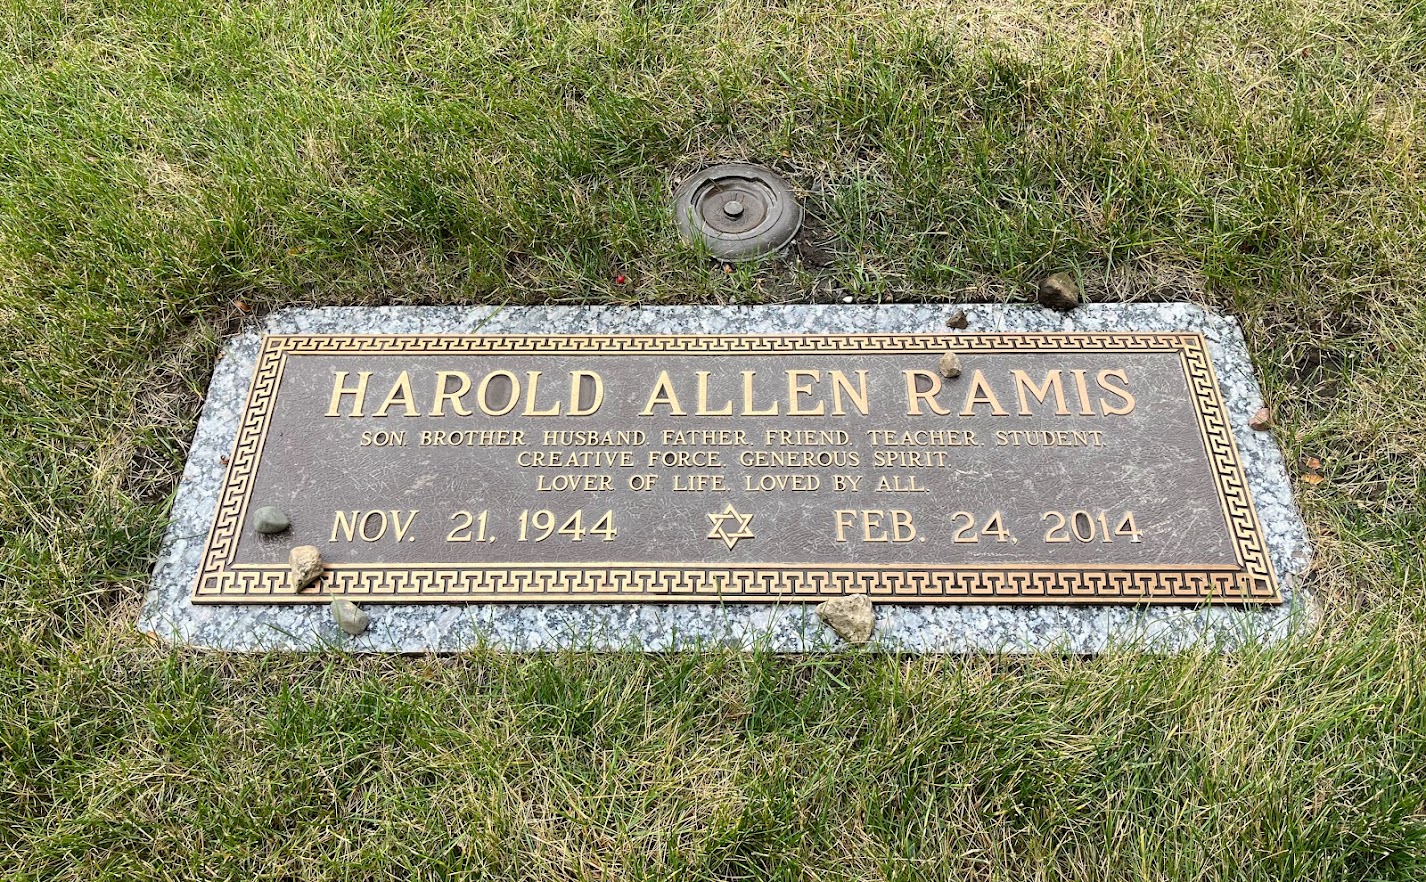 HAROLD ALLEN RAMIS
SON. BROTHER. HUSBAND. FATHER. FRIEND. TEACHER. STUDENT.
CREATIVE FORCE. GENEROUS SPIRIT.
LOVER OF LIFE. LOVED BY ALL.
NOV. 21, 1944 FEB. 24, 2014